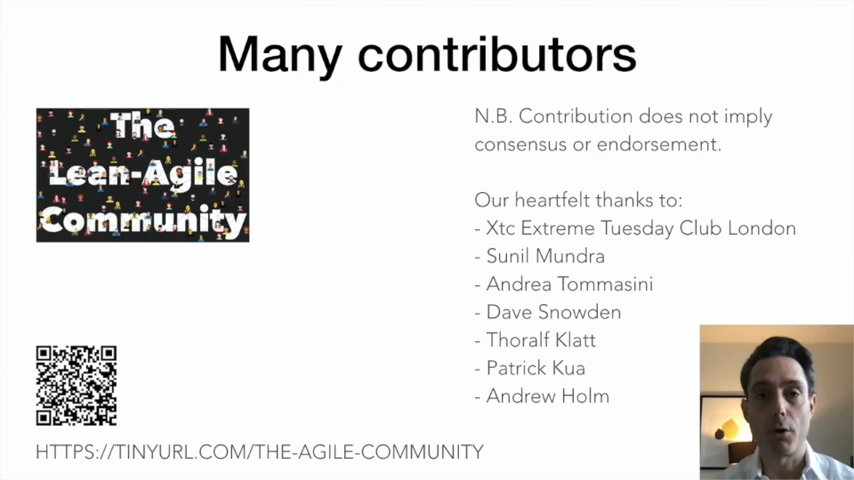 Many contributors
The
Lean-Agile
Community
N.B. Contribution does not imply
consensus or endorsement.
Our heartfelt thanks to:
- Xtc Extreme Tuesday Club London
- Sunil Mundra
- Andrea Tommasini
- Dave Snowden
- Thoralf Klatt
- Patrick Kua
- Andrew Holm
HTTPS://TINYURL.COM/THE-AGILE-COMMUNITY